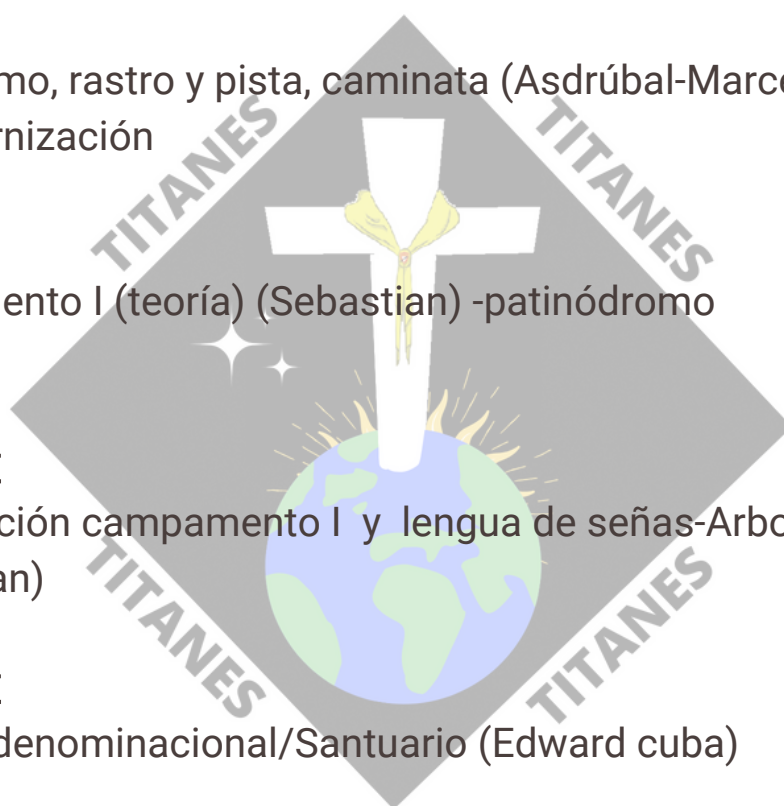 mo, rastro y pista, caminata (Asdrúbal-Marce
rnización
TITANES
TITANES
ento I (teoría) (Sebastian) -patinódromo
:
ción campamento I y lengua de señas-Arbo
an)
TITANES
TITANES
:
denominacional/Santuario (Edward cuba)